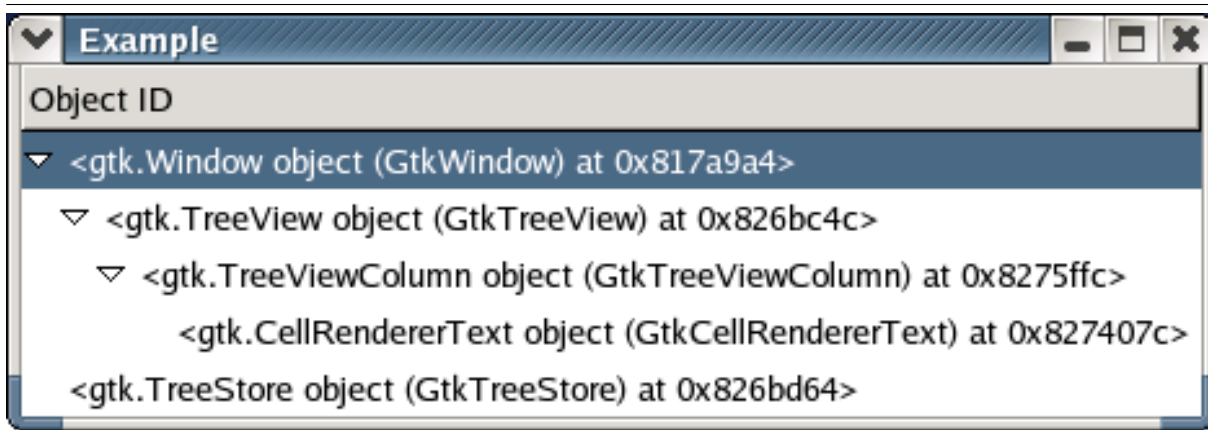 Example
Object ID
<gtk.Window object (GtkWindow) at 0x817a9a4>
<gtk.TreeView object (GtkTreeView) at 0x826bc4c>
<gtk.TreeViewColumn object (GtkTreeViewColumn) at 0x8275ffc>
<gtk.CellRendererText object (GtkCellRendererText) at 0x827407c>
<gtk.TreeStore object (GtkTreeStore) at 0x826bd64>